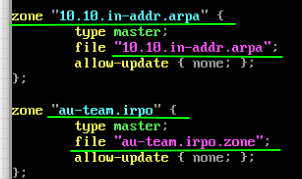 zone "10.10.in-addr.arpa" {
type master;
file "10.10.in-addr.arpa";
allow-update { none; };
};
zone "au-team.irpo" {
type master;
file "au-team.irpo.zone";
allow-update { none; };
};